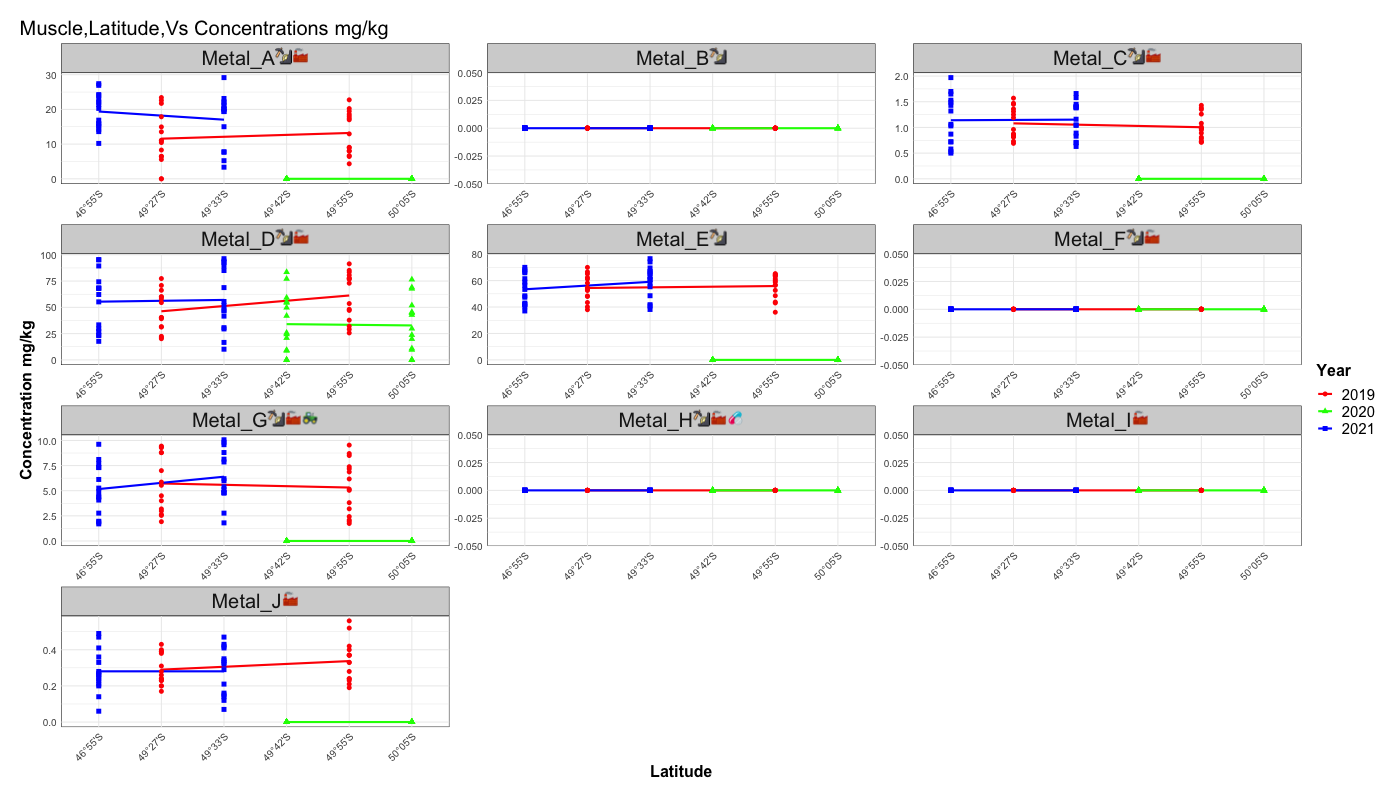 Muscle,Latitude,Vs Concentrations mg/kg
Metal_A
30
20
10
0
46°55'S 49°27'S 49°33'S 49°42'S 49°55'S 50°05'S
Metal_B
0.050
0.025
0.000
-0.025
-0.050
46°55'S 49°27'S 49°33'S 49°42'S 49°55'S 50°05'S
Metal_C
2.0
1.5
1.0
0.5
0.0
46°55'S 49°27'S 49°33'S 49°42'S 49°55'S 50°05'S
Metal_D
100
75
50
25
0
46°55'S 49°27'S 49°33'S 49°42'S 49°55'S 50°05'S
Metal_E
80
60
40
20
0
46°55'S 49°27'S 49°33'S 49°42'S 49°55'S 50°05'S
Metal_F
0.050
0.025
0.000
-0.025
-0.050
46°55'S 49°27'S 49°33'S 49°42'S 49°55'S 50°05'S
Metal_G
10.0
7.5
5.0
2.5
0.0
46°55'S 49°27'S 49°33'S 49°42'S 49°55'S 50°05'S
Metal_H
0.050
0.025
0.000
-0.025
-0.050
46°55'S 49°27'S 49°33'S 49°42'S 49°55'S 50°05'S
Metal_I
0.050
0.025
0.000
-0.025
-0.050
46°55'S 49°27'S 49°33'S 49°42'S 49°55'S 50°05'S
Metal_J
0.4
0.2
0.0
46°55'S 49°27'S 49°33'S 49°42'S 49°55'S 50°05'S
Concentration mg/kg
Latitude
Year
2019
2020
2021